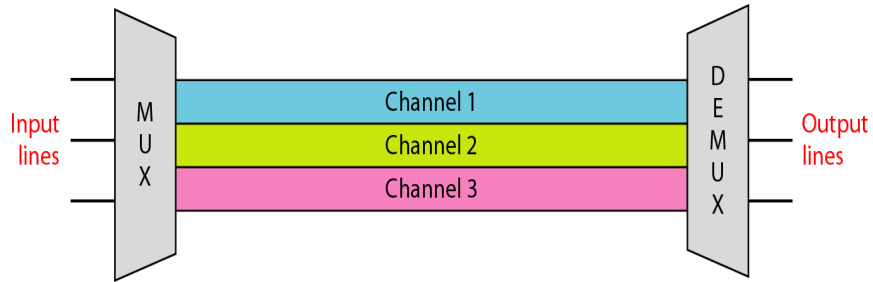 Input
lines
M
U
X
Channel 1
Channel 2
Channel 3
D
E
M
U
X
Output
lines